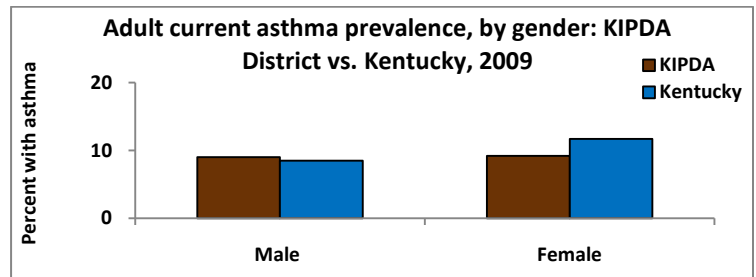 Adult current asthma prevalence, by gender: KIPDA
District vs. Kentucky, 2009
KIPDA
Kentucky
Percent with asthma
20
10
0
Male
Female